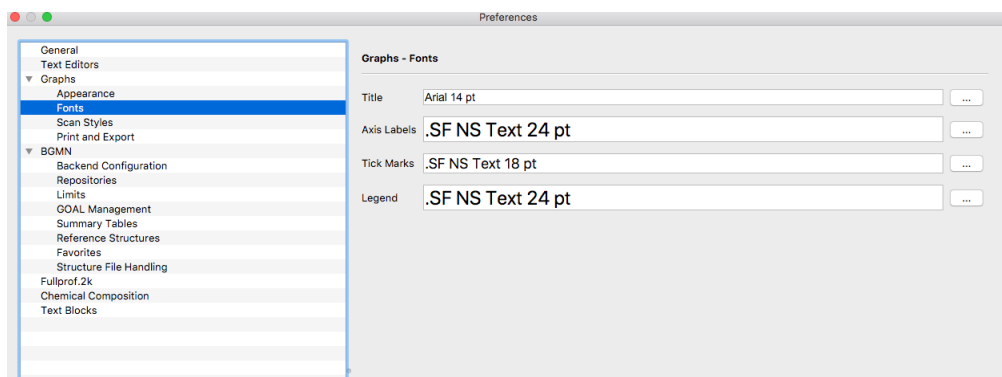 Preferences
General
Text Editors
Graphs
Appearance
Fonts
Scan Styles
Print and Export
BGMN
Backend Configuration
Repositories
Limits
GOAL Management
Summary Tables
Reference Structures
Favorites
Structure File Handling
Fullprof.2k
Chemical Composition
Text Blocks
Graphs - Fonts
Title Arial 14 pt ...
Axis Labels .SF NS Text 24 pt ...
Tick Marks .SF NS Text 18 pt ...
Legend .SF NS Text 24 pt ...